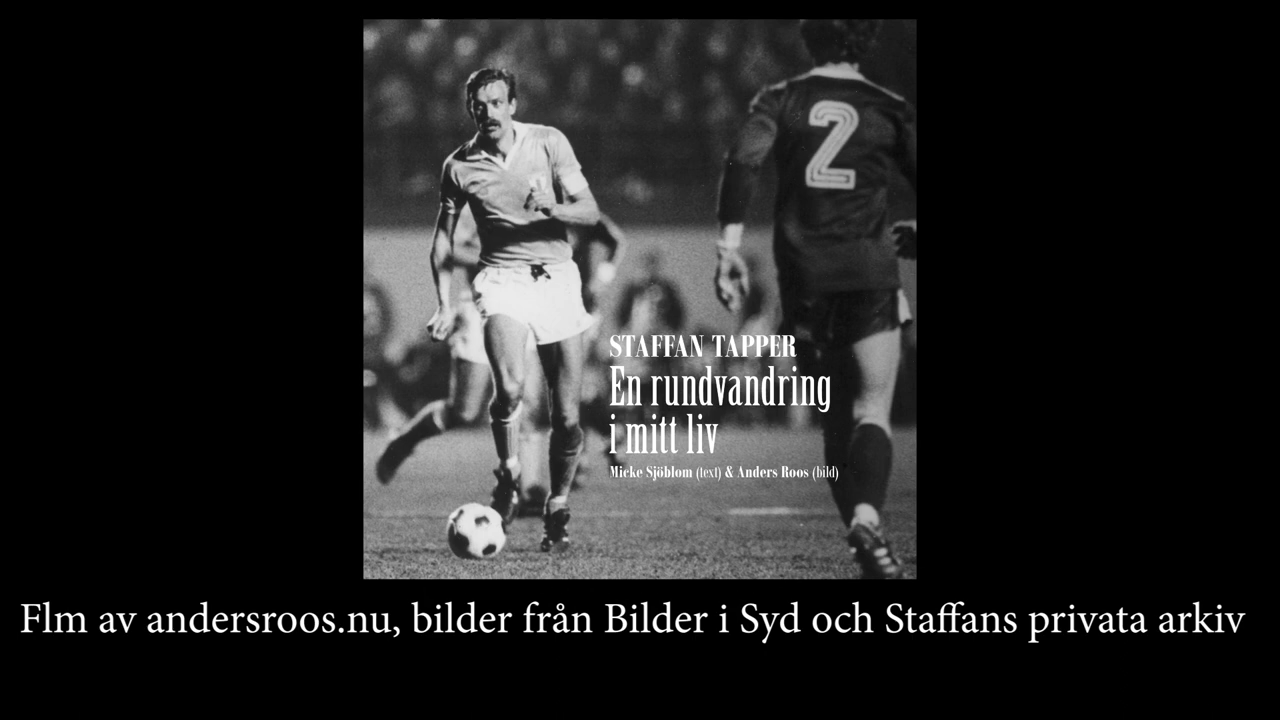 2
STAFFAN TAPPER
En rundvandring
i mitt liv
Micke Sjöblom (text) & Anders Roos (bild)
Flm av andersroos.nu, bilder från Bilder i Syd och Staffans privata arkiv